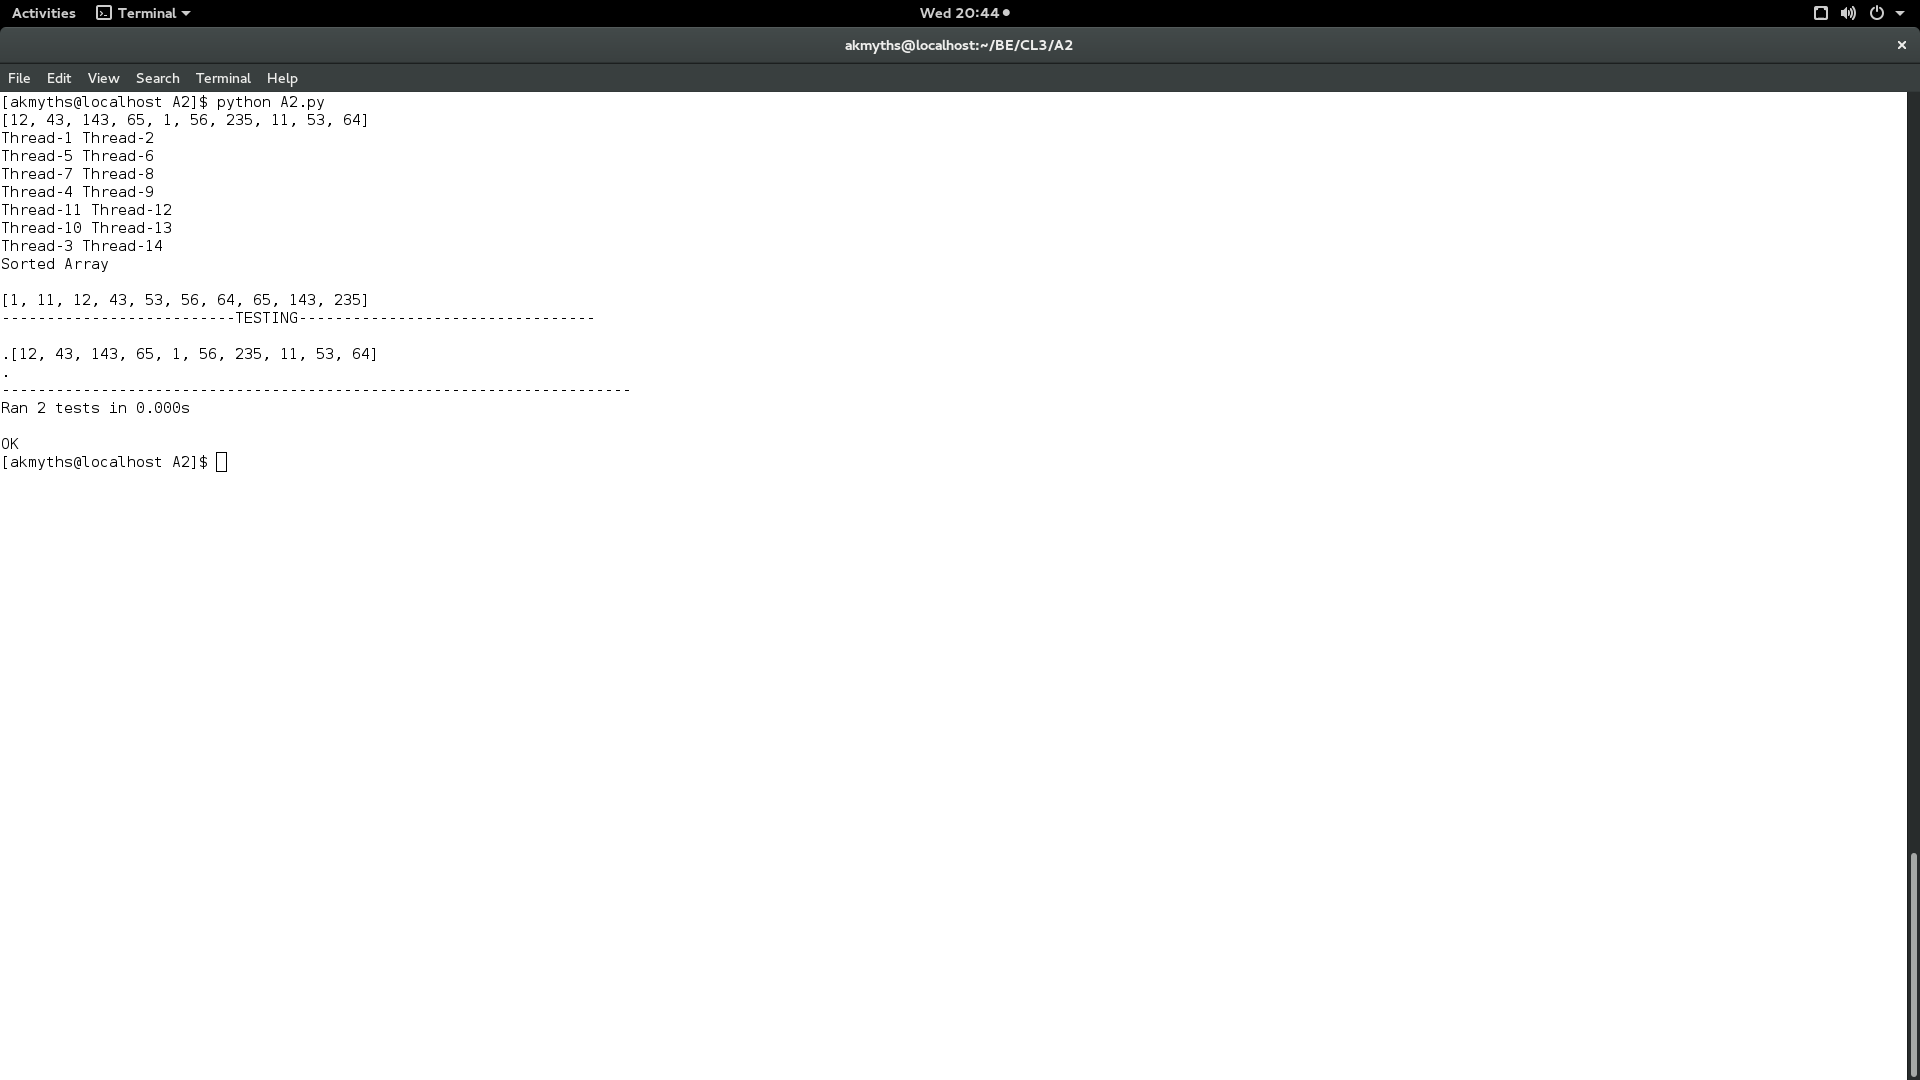 Activities Terminal Wed 20:44
akmyths@localhost:~/BE/CL3/A2
File Edit View Search Terminal Help
[akmyths@localhost A2]$ python A2.py
[12, 43, 143, 65, 1, 56, 235, 11, 53, 64]
Thread-1 Thread-2
Thread-5 Thread-6
Thread-7 Thread-8
Thread-4 Thread-9
Thread-11 Thread-12
Thread-10 Thread-13
Thread-3 Thread-14
Sorted Array
[1, 11, 12, 43, 53, 56, 64, 65, 143, 235]
--------------------------TESTING---------------------------------
.[12, 43, 143, 65, 1, 56, 235, 11, 53, 64]
.
----------------------------------------------------------------------
Ran 2 tests in 0.000s
OK
[akmyths@localhost A2]$